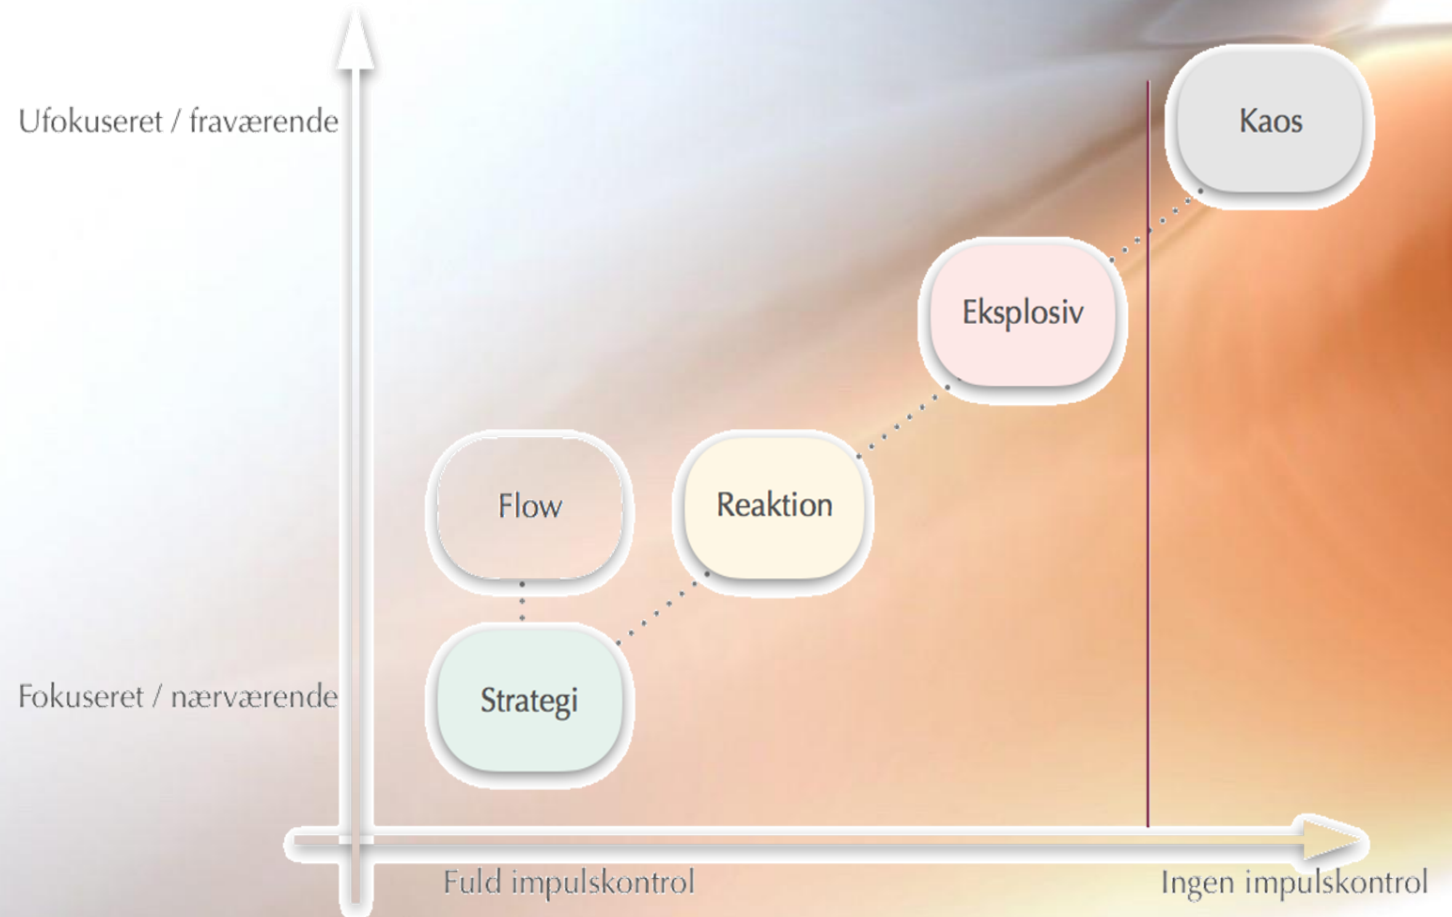 Ufokuseret / fraværende
Kaos
Eksplosiv
Flow
Reaktion
Fokuseret / nærværende
Strategi
Fuld impulskontrol
Ingen impulskontrol